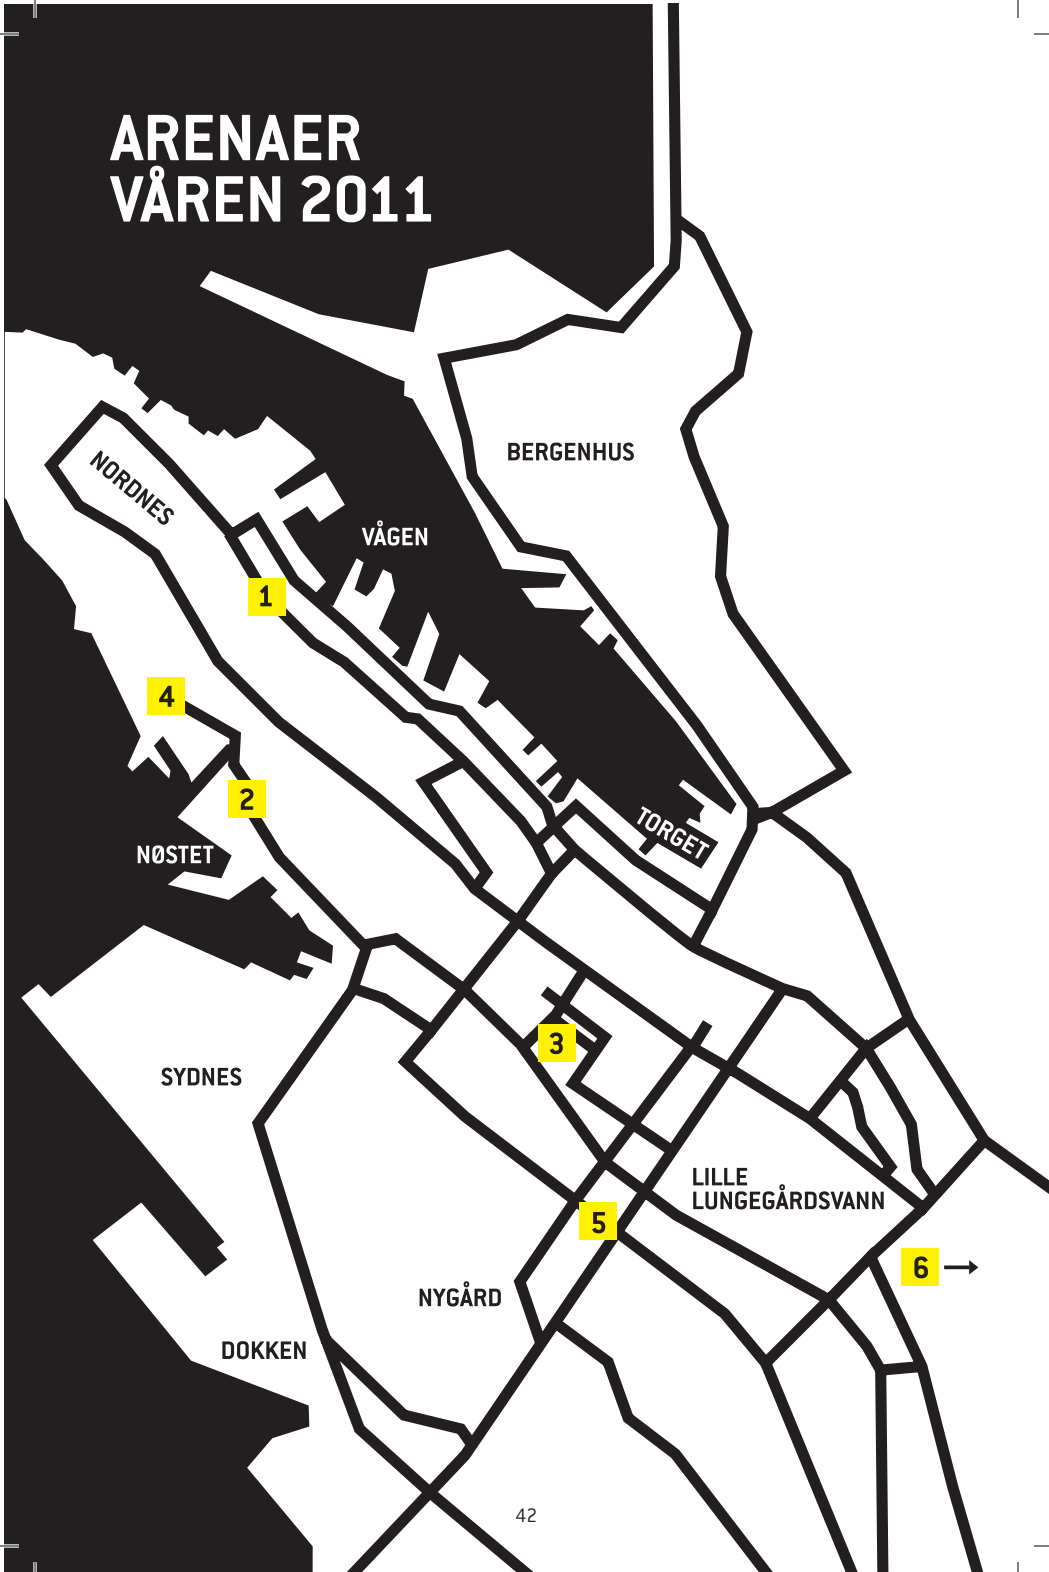 ARENAER
VÅREN 2011
BERGENHUS
NORDNES
VÅGEN
1
4
2
TORGET
NØSTET
3
SYDNES
LILLE
LUNGEGÅRDSVANN
5
6
NYGÅRD
DOKKEN
42